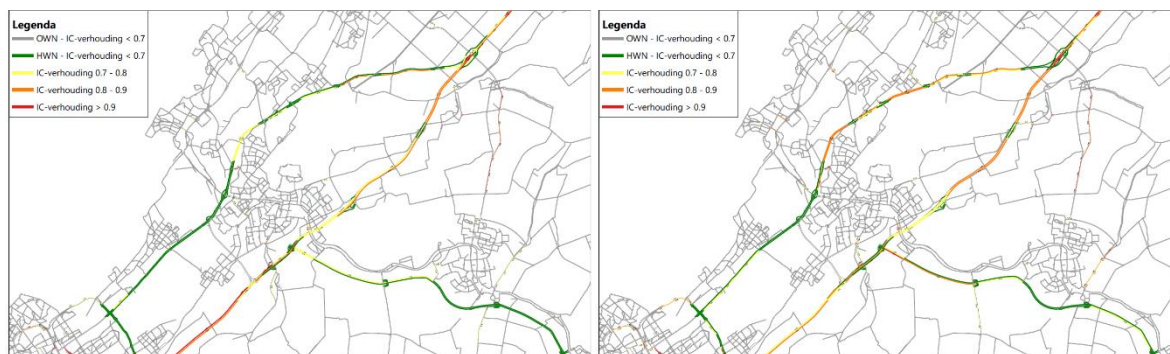 Legenda
OWN - IC-verhouding < 0.7
HWN - IC-verhouding < 0.7
IC-verhouding 0.7 - 0.8
IC-verhouding 0.8 - 0.9
IC-verhouding > 0.9
Legenda
OWN - IC-verhouding < 0.7
HWN - IC-verhouding < 0.7
IC-verhouding 0.7 - 0.8
IC-verhouding 0.8 - 0.9
IC-verhouding > 0.9